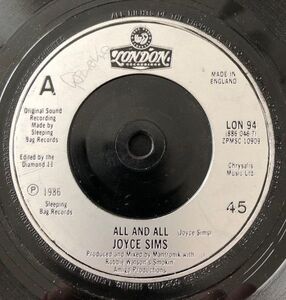 LONDON
RECORDINGS
A
MADE IN
ENGLAND
Original Sound
Recording
Made by
Sleeping
Bag Records
LON 94
(886 046-7)
ZPMSC 10909
Edited by the
Diamond II
Chrysalis
Music Ltd
℗ 1986
Sleeping
Bag Records
45
ALL AND ALL
(Joyce Sims)
JOYCE SIMS
Produced and Mixed by Mantronik with
Robbie Watson's Smokin'
Amigo Productions